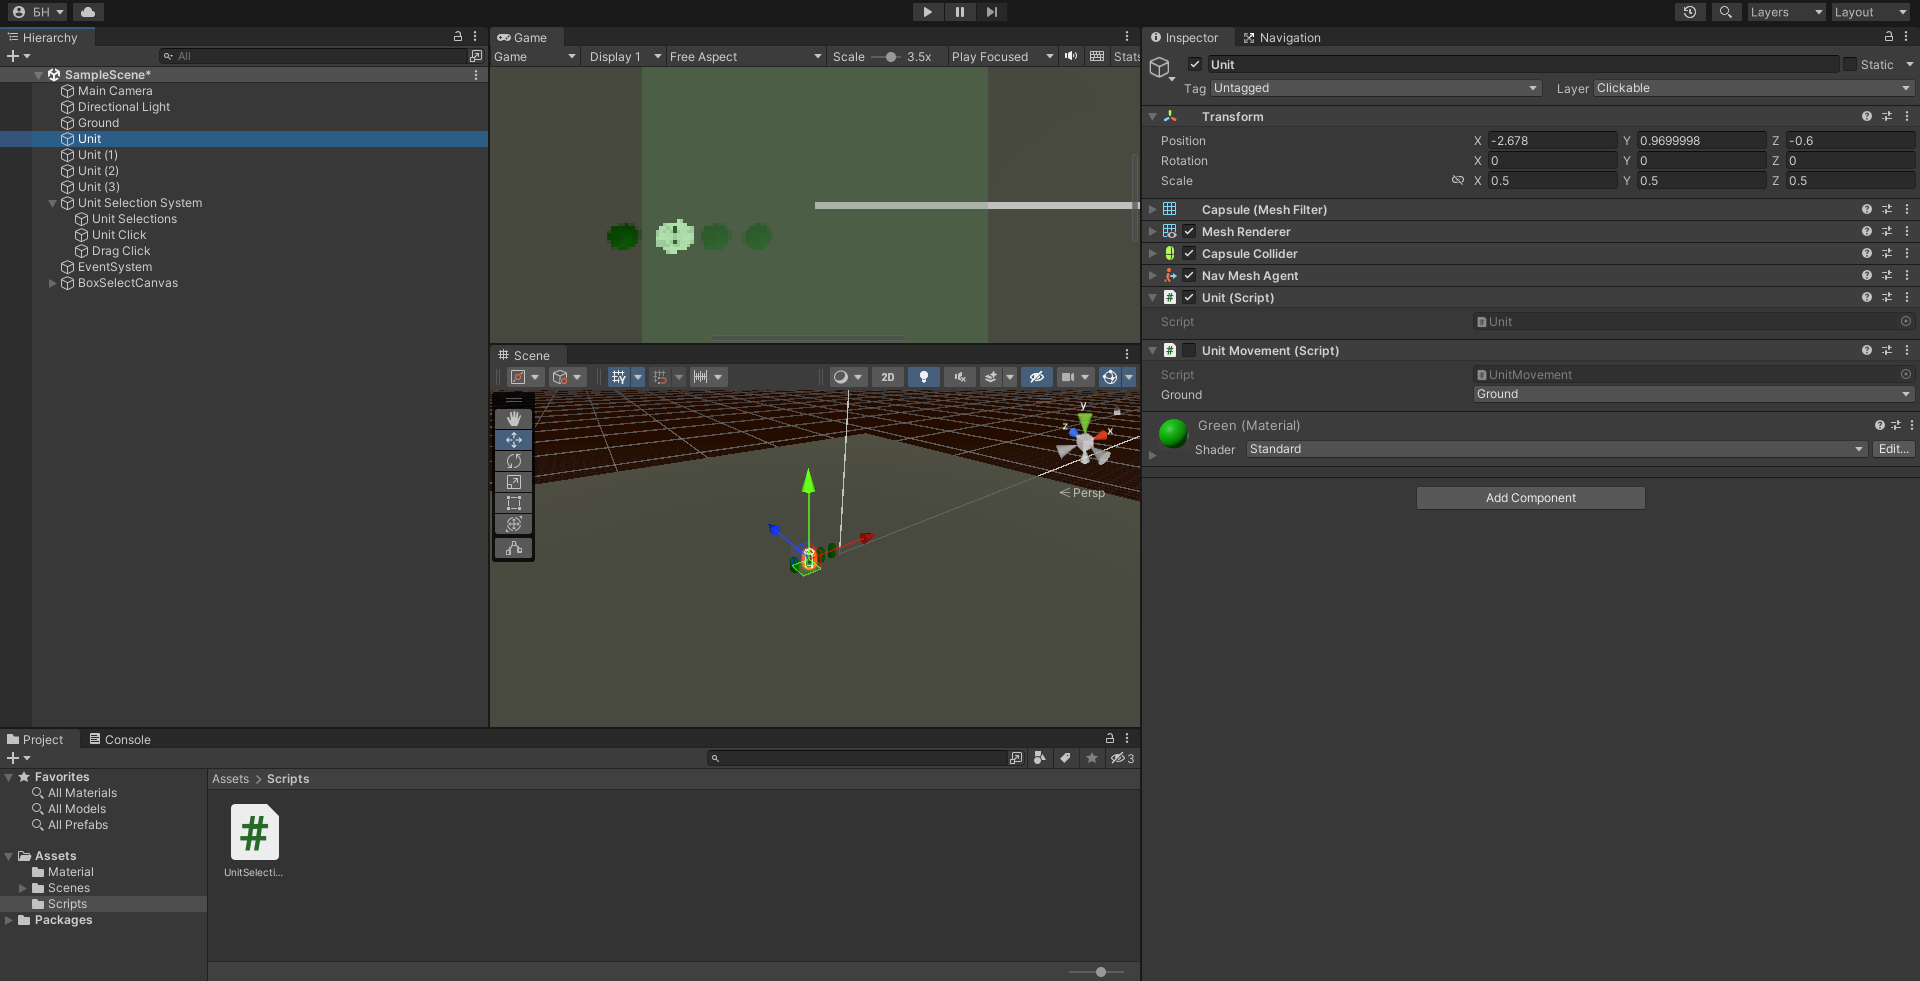 БН
Layers
Layout
Hierarchy
All
SampleScene*
Main Camera
Directional Light
Ground
Unit
Unit (1)
Unit (2)
Unit (3)
Unit Selection System
Unit Selections
Unit Click
Drag Click
EventSystem
BoxSelectCanvas
Game
Game
Display 1
Free Aspect
Scale
3.5x
Play Focused
Stats
Scene
2D
y
z
x
Persp
Inspector
Navigation
Unit
Static
Tag
Untagged
Layer
Clickable
Transform
Position
X
-2.678
Y
0.9699998
Z
-0.6
Rotation
X
0
Y
0
Z
0
Scale
X
0.5
Y
0.5
Z
0.5
Capsule (Mesh Filter)
Mesh Renderer
Capsule Collider
Nav Mesh Agent
# Unit (Script)
Script
Unit
# Unit Movement (Script)
Script
UnitMovement
Ground
Ground
Green (Material)
Shader
Standard
Edit...
Add Component
Project
Console
3
Favorites
All Materials
All Models
All Prefabs
Assets
Material
Scenes
Scripts
Packages
Assets > Scripts
#
UnitSelecti...